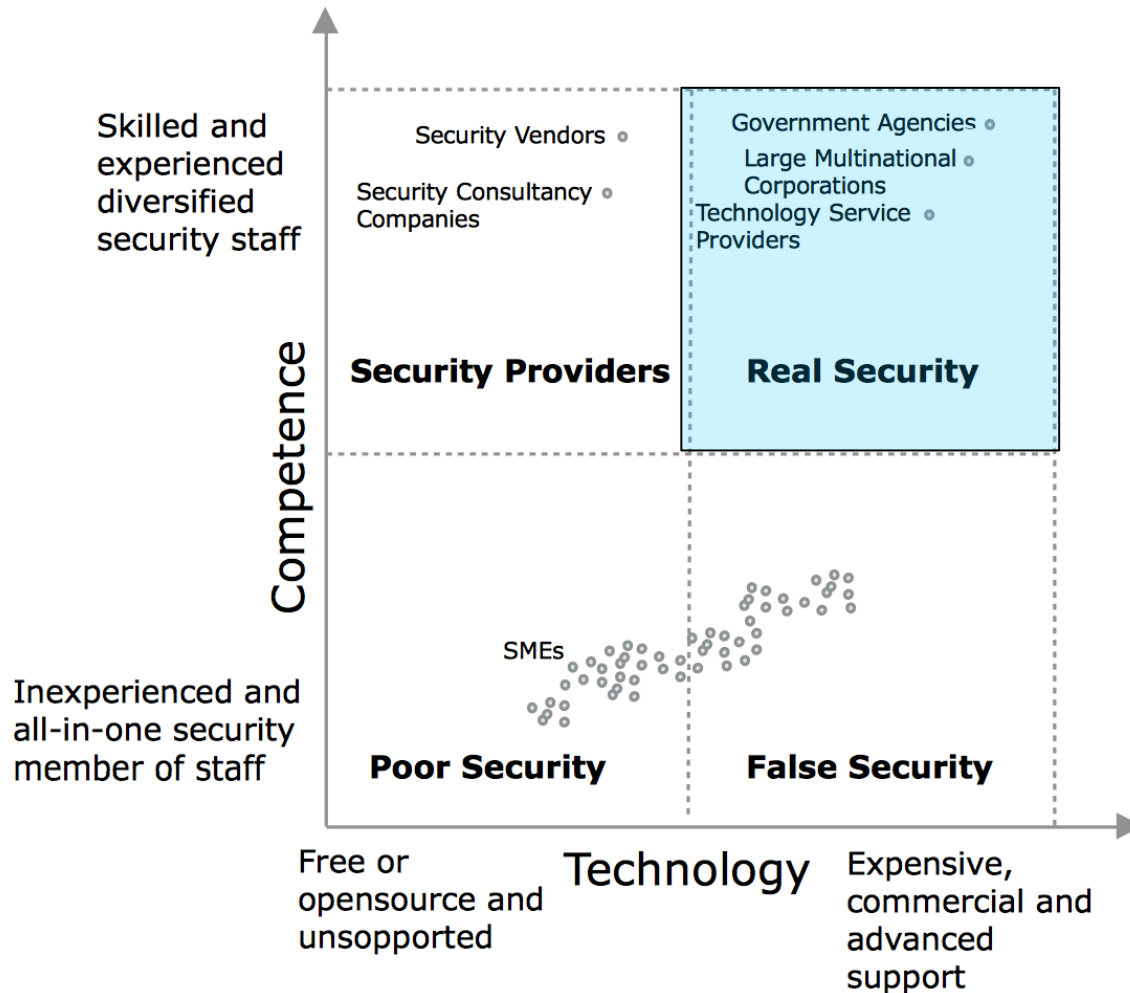 Skilled and
experienced
diversified
security staff
Security Vendors
Security Consultancy
Companies
Government Agencies
Large Multinational
Corporations
Technology Service
Providers
Security Providers
Real Security
Competence
SMEs
Inexperienced and
all-in-one security
member of staff
Poor Security
False Security
Free or
opensource and
unsopported
Technology
Expensive,
commercial and
advanced
support